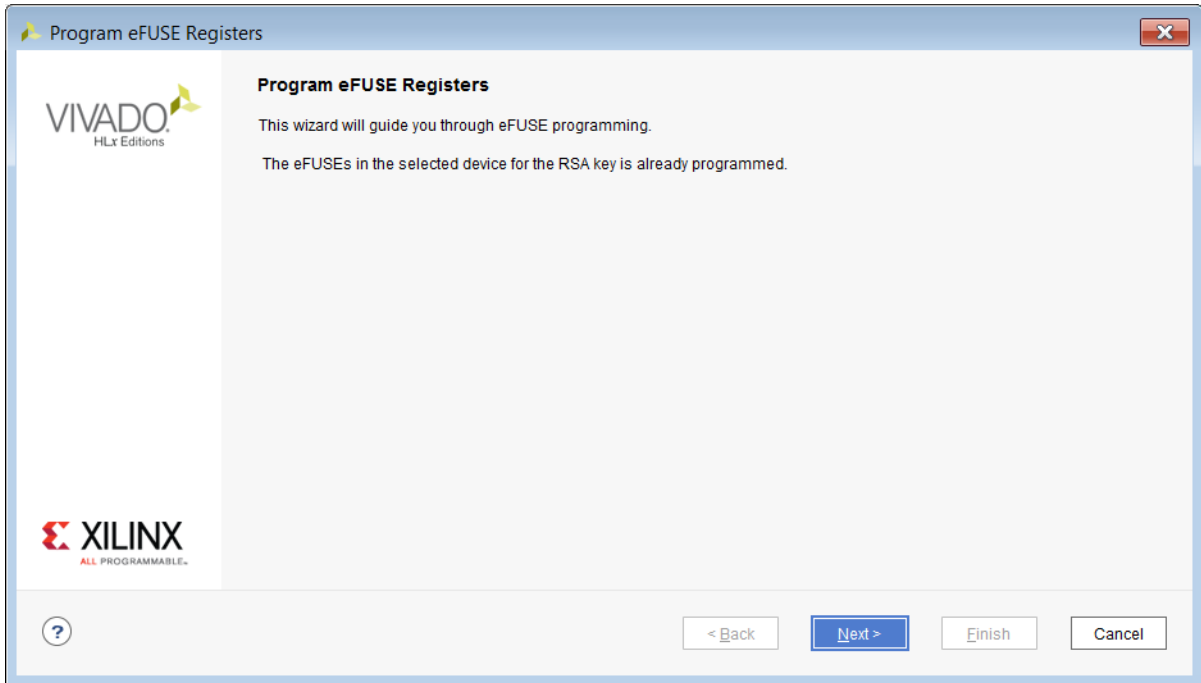 Program eFUSE Registers
VIVADO.
HLx Editions
Program eFUSE Registers
This wizard will guide you through eFUSE programming.
The eFUSEs in the selected device for the RSA key is already programmed.
XILINX
ALL PROGRAMMABLE™
?
< Back
Next >
Finish
Cancel